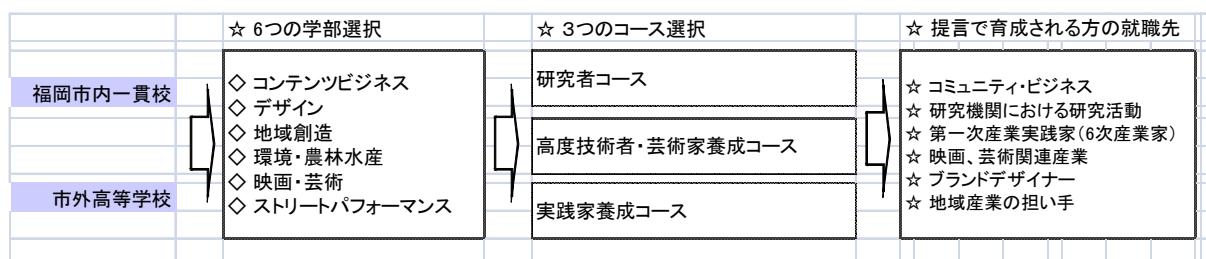 ☆ 6つの学部選択
☆ 3つのコース選択
☆ 提言で育成される方の就職先
福岡市内一貫校
市外高等学校
◇ コンテンツビジネス
◇ デザイン
◇ 地域創造
◇ 環境・農林水産
◇ 映画・芸術
◇ ストリートパフォーマンス
研究者コース
高度技術者・芸術家養成コース
実践家養成コース
☆ コミュニティ・ビジネス
☆ 研究機関における研究活動
☆ 第一次産業実践家(6次産業家)
☆ 映画、芸術関連産業
☆ ブランドデザイナー
☆ 地域産業の担い手